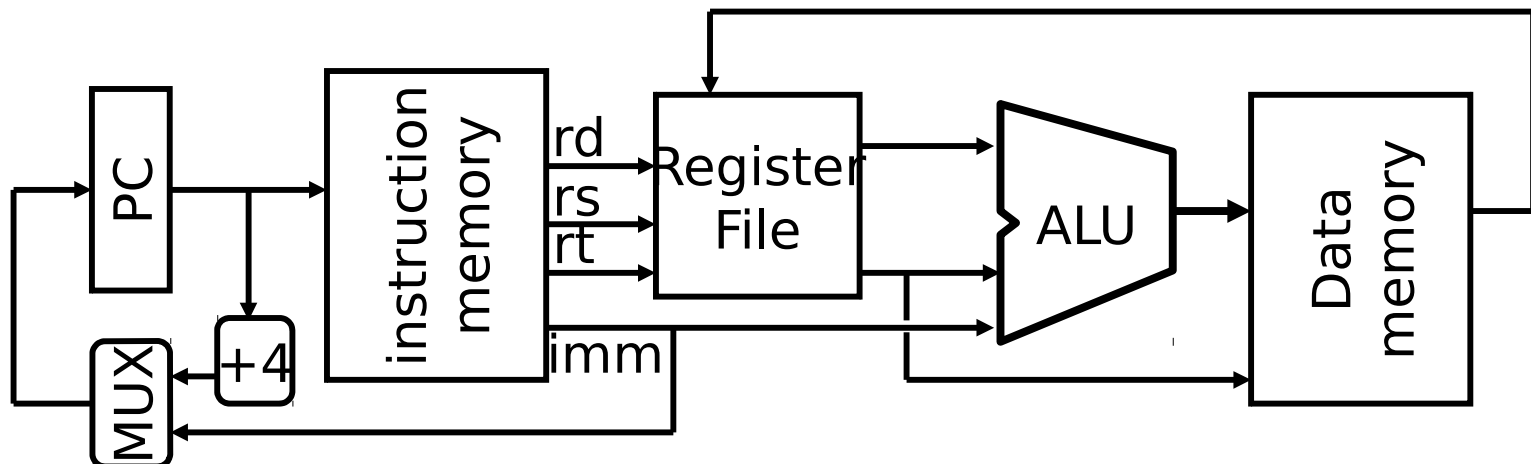 PC
+4
MUX
instruction
memory
rd
rs
rt
imm
Register
File
ALU
Data
memory